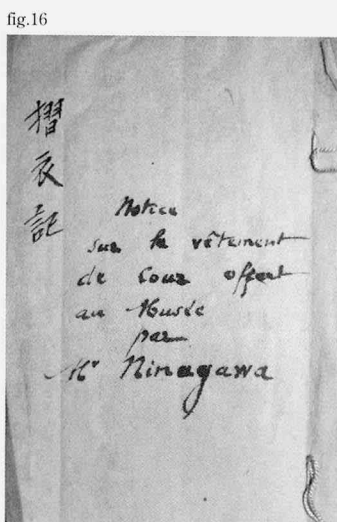 fig.16
摺衣記
Notice
sur le vêtement
de Cour offert
au Musée
par
Mr Ninagawa